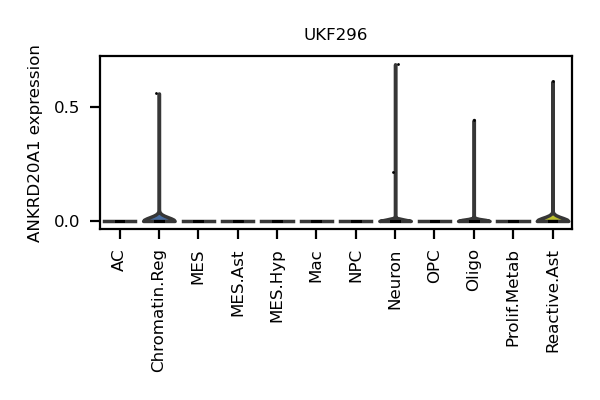 UKF296
ANKRD20A1 expression
0.5
0.0
AC
Chromatin.Reg
MES
MES.Ast
MES.Hyp
Mac
NPC
Neuron
OPC
Oligo
Prolif.Metab
Reactive.Ast